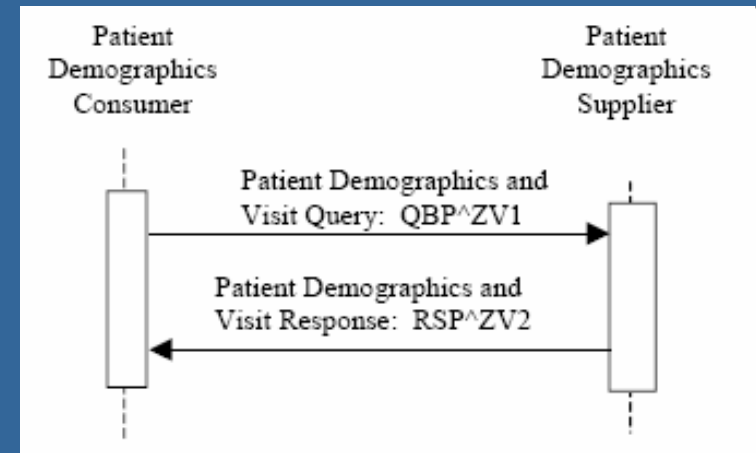 Patient
Demographics
Consumer
Patient
Demographics
Supplier
Patient Demographics and
Visit Query: QBP^ZV1
Patient Demographics and
Visit Response: RSP^ZV2